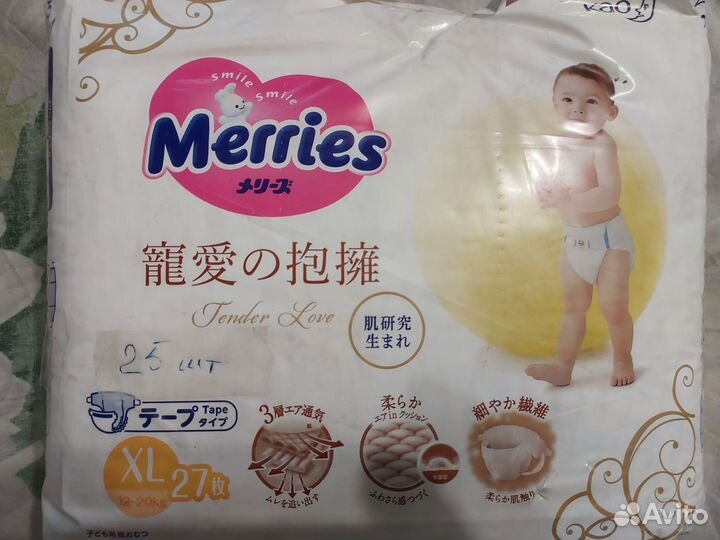 Kao
Smile Smile
Merries
メリーズ
寵愛の抱擁
Tender Love
肌研究
生まれ
25 шт
テープ Tape
タイプ
3層エア通気
肌
ムレを追い出す
柔らか
エアinクッション
ふわさら感つづく
細やか繊維
柔らか肌触り
XL
12~20kg
27枚
子ども用紙おむつ
Avito